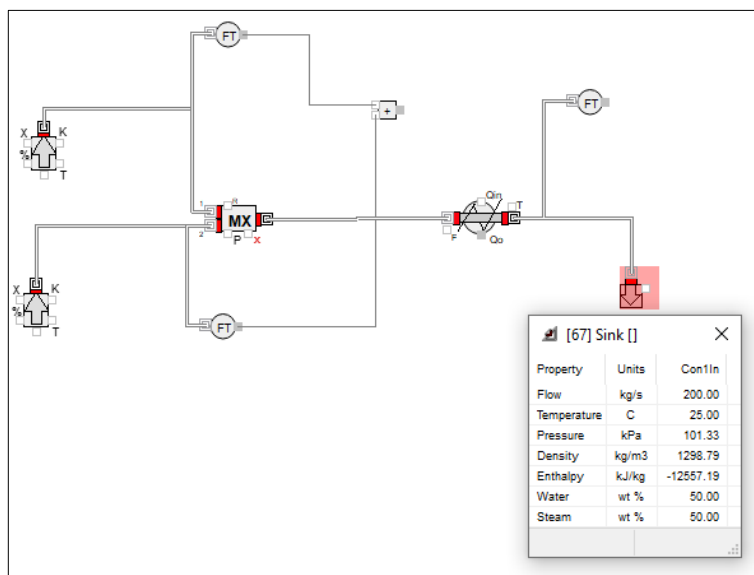 FT
FT
+
X K
%
T
1 R
MX
2
P X
Qin T
F Qo
X K
%
T
FT
[67] Sink []
Property Units Con1In
Flow kg/s 200.00
Temperature C 25.00
Pressure kPa 101.33
Density kg/m3 1298.79
Enthalpy kJ/kg -12557.19
Water wt % 50.00
Steam wt % 50.00